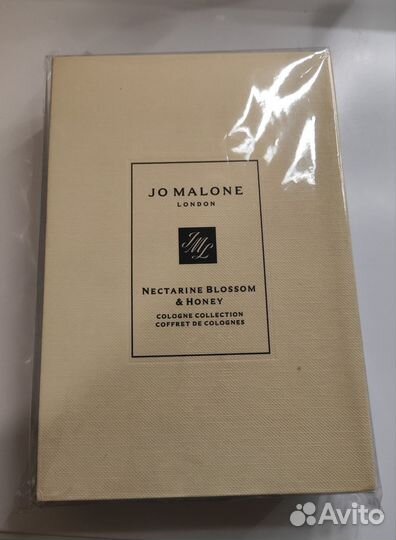 JO MALONE
LONDON
JML
NECTARINE BLOSSOM
& HONEY
COLOGNE COLLECTION
COFFRET DE COLOGNES
Avito